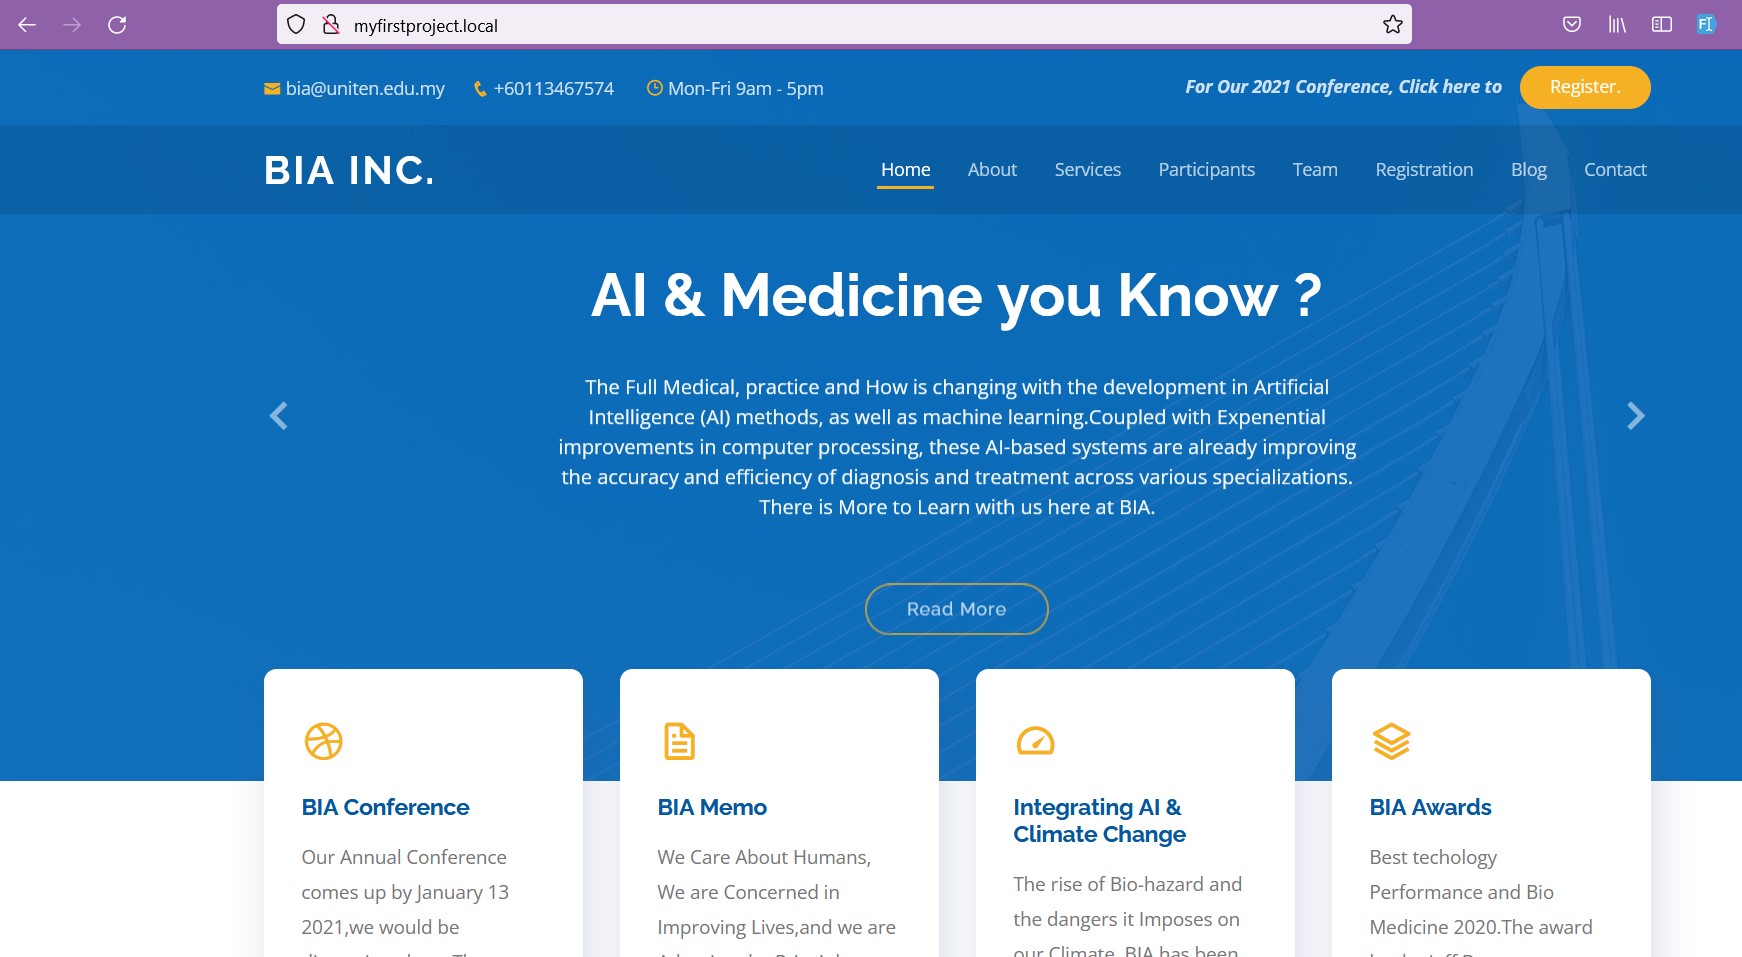 myfirstproject.local
bia@uniten.edu.my +60113467574 Mon-Fri 9am - 5pm For Our 2021 Conference, Click here to Register.
BIA INC. Home About Services Participants Team Registration Blog Contact
AI & Medicine you Know ?
The Full Medical, practice and How is changing with the development in Artificial
Intelligence (AI) methods, as well as machine learning.Coupled with Expenential
improvements in computer processing, these AI-based systems are already improving
the accuracy and efficiency of diagnosis and treatment across various specializations.
There is More to Learn with us here at BIA.
Read More
BIA Conference
Our Annual Conference
comes up by January 13
2021,we would be
BIA Memo
We Care About Humans,
We are Concerned in
Improving Lives,and we are
Integrating AI &
Climate Change
The rise of Bio-hazard and
the dangers it Imposes on
our Climate, BIA has been
BIA Awards
Best techology
Performance and Bio
Medicine 2020.The award